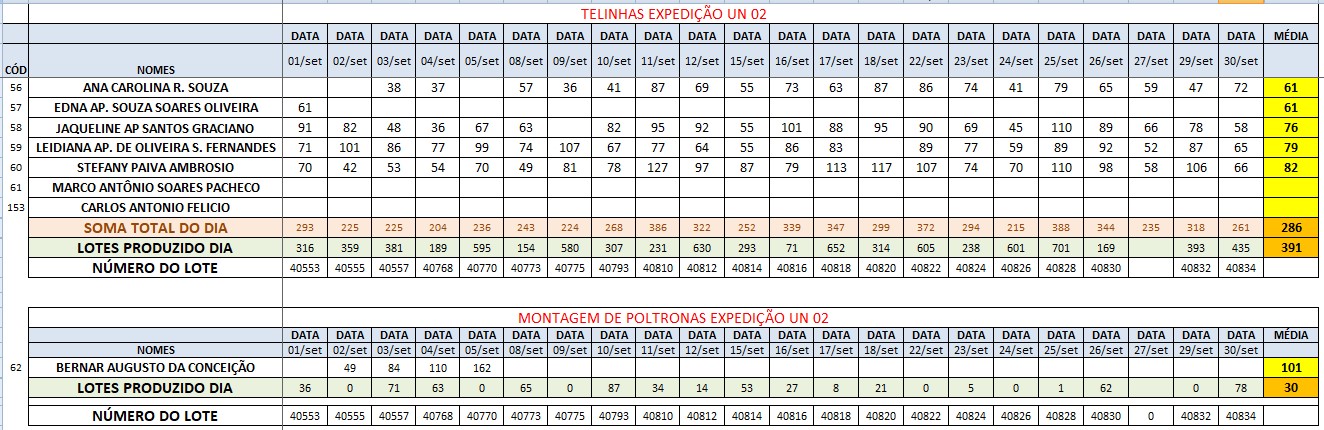 TELINHAS EXPEDIÇÃO UN 02
DATA DATA DATA DATA DATA DATA DATA DATA DATA DATA DATA DATA DATA DATA DATA DATA DATA DATA DATA DATA DATA DATA MÉDIA
CÓD NOMES 01/set 02/set 03/set 04/set 05/set 08/set 09/set 10/set 11/set 12/set 15/set 16/set 17/set 18/set 22/set 23/set 24/set 25/set 26/set 27/set 29/set 30/set
56 ANA CAROLINA R. SOUZA 38 37 57 36 41 87 69 55 73 63 87 86 74 41 79 65 59 47 72 61
57 EDNA AP. SOUZA SOARES OLIVEIRA 61 61
58 JAQUELINE AP SANTOS GRACIANO 91 82 48 36 67 63 82 95 92 55 101 88 95 90 69 45 110 89 66 78 58 76
59 LEIDIANA AP. DE OLIVEIRA S. FERNANDES 71 101 86 77 99 74 107 67 77 64 55 86 83 89 77 59 89 92 52 87 65 79
60 STEFANY PAIVA AMBROSIO 70 42 53 54 70 49 81 78 127 97 87 79 113 117 107 74 70 110 98 58 106 66 82
61 MARCO ANTÔNIO SOARES PACHECO
153 CARLOS ANTONIO FELICIO
SOMA TOTAL DO DIA 293 225 225 204 236 243 224 268 386 322 252 339 347 299 372 294 215 388 344 235 318 261 286
LOTES PRODUZIDO DIA 316 359 381 189 595 154 580 307 231 630 293 71 652 314 605 238 601 701 169 393 435 391
NÚMERO DO LOTE 40553 40555 40557 40768 40770 40773 40775 40793 40810 40812 40814 40816 40818 40820 40822 40824 40826 40828 40830 40832 40834
MONTAGEM DE POLTRONAS EXPEDIÇÃO UN 02
DATA DATA DATA DATA DATA DATA DATA DATA DATA DATA DATA DATA DATA DATA DATA DATA DATA DATA DATA DATA DATA DATA MÉDIA
NOMES 01/set 02/set 03/set 04/set 05/set 08/set 09/set 10/set 11/set 12/set 15/set 16/set 17/set 18/set 22/set 23/set 24/set 25/set 26/set 27/set 29/set 30/set
62 BERNAR AUGUSTO DA CONCEIÇÃO 49 84 110 162 101
LOTES PRODUZIDO DIA 36 0 71 63 0 65 0 87 34 14 53 27 8 21 0 5 0 1 62 0 78 30
NÚMERO DO LOTE 40553 40555 40557 40768 40770 40773 40775 40793 40810 40812 40814 40816 40818 40820 40822 40824 40826 40828 40830 0 40832 40834